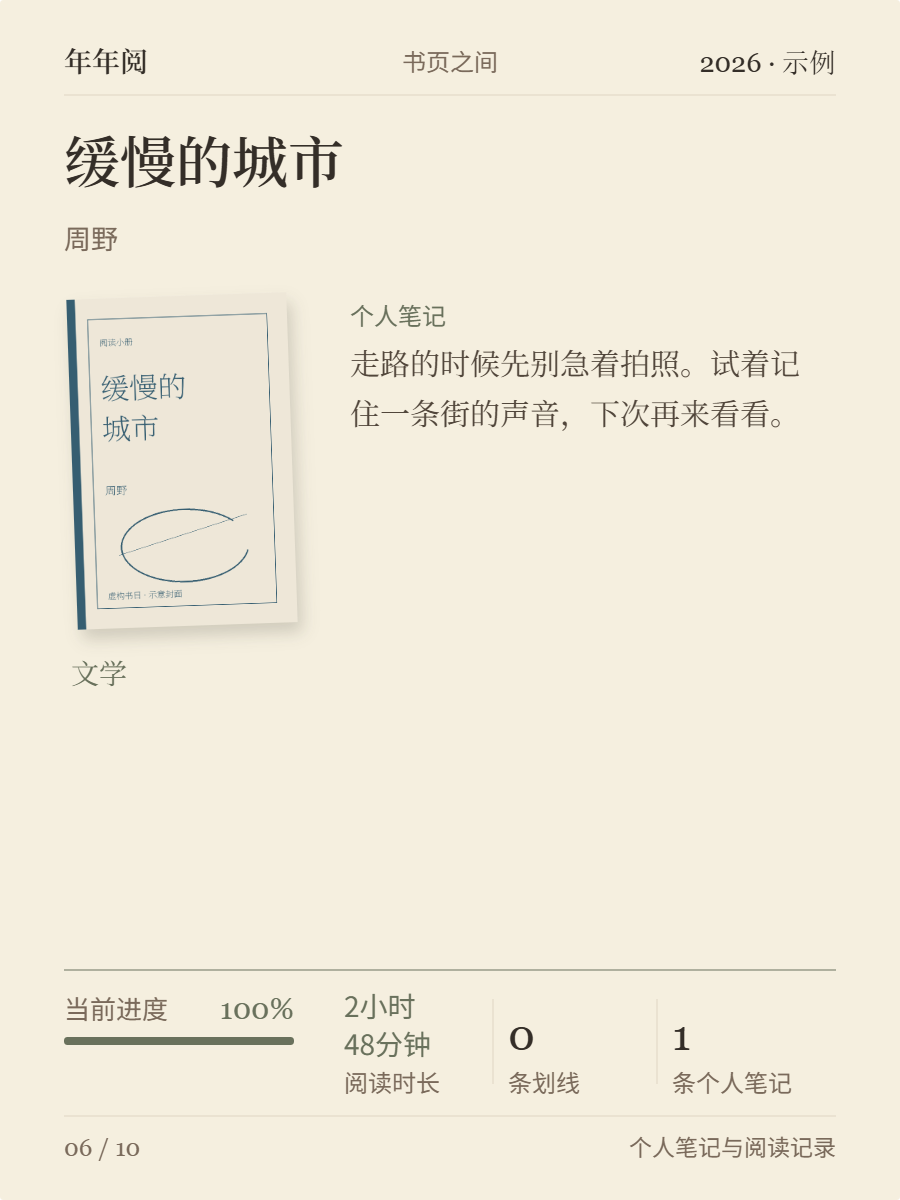 年年阅
书页之间
2026 · 示例
缓慢的城市
周野
阅读小册
缓慢的
城市
周野
虚构书目 · 示意封面
文学
个人笔记
走路的时候先别急着拍照。试着记
住一条街的声音，下次再来看看。
当前进度 100%
2小时
48分钟
阅读时长
0
条划线
1
条个人笔记
06 / 10
个人笔记与阅读记录